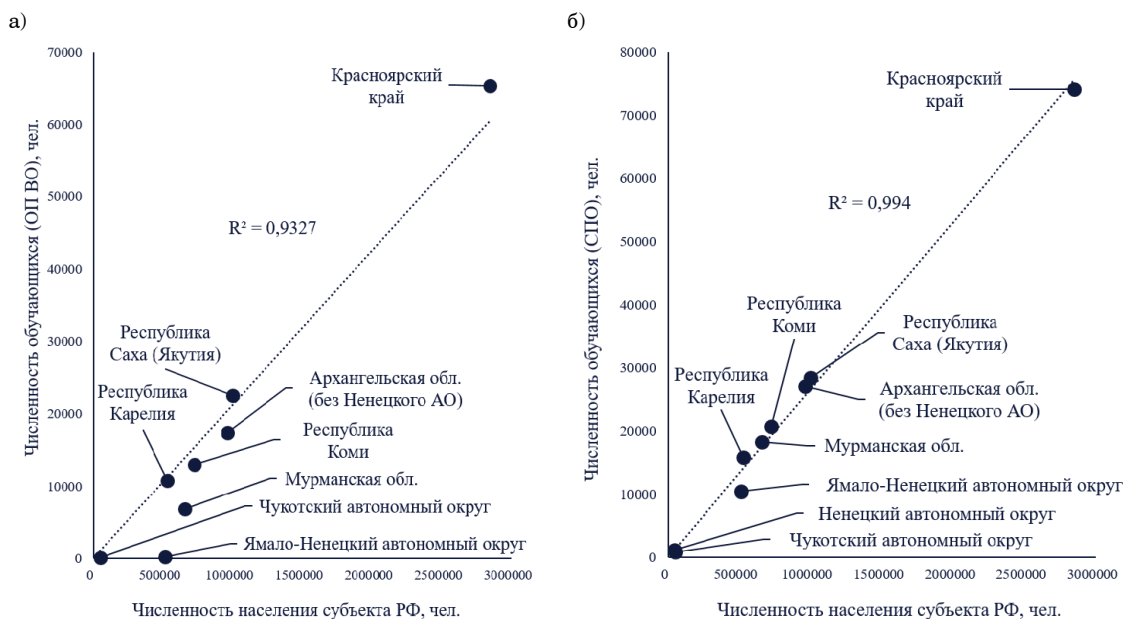 а)
Численность обучающихся (ОП ВО), чел.
70000
60000
50000
40000
30000
20000
10000
0
Красноярский
край
R² = 0,9327
Республика
Саха (Якутия)
Республика
Карелия
Архангельская обл.
(без Ненецкого АО)
Республика
Коми
Мурманская обл.
Чукотский автономный округ
Ямало-Ненецкий автономный округ
0 500000 1000000 1500000 2000000 2500000 3000000
Численность населения субъекта РФ, чел.
б)
Численность обучающихся (СПО), чел.
80000
70000
60000
50000
40000
30000
20000
10000
0
Красноярский
край
R² = 0,994
Республика
Коми
Республика
Саха (Якутия)
Республика
Карелия
Архангельская обл.
(без Ненецкого АО)
Мурманская обл.
Ямало-Ненецкий автономный округ
Ненецкий автономный округ
Чукотский автономный округ
0 500000 1000000 1500000 2000000 2500000 3000000
Численность населения субъекта РФ, чел.